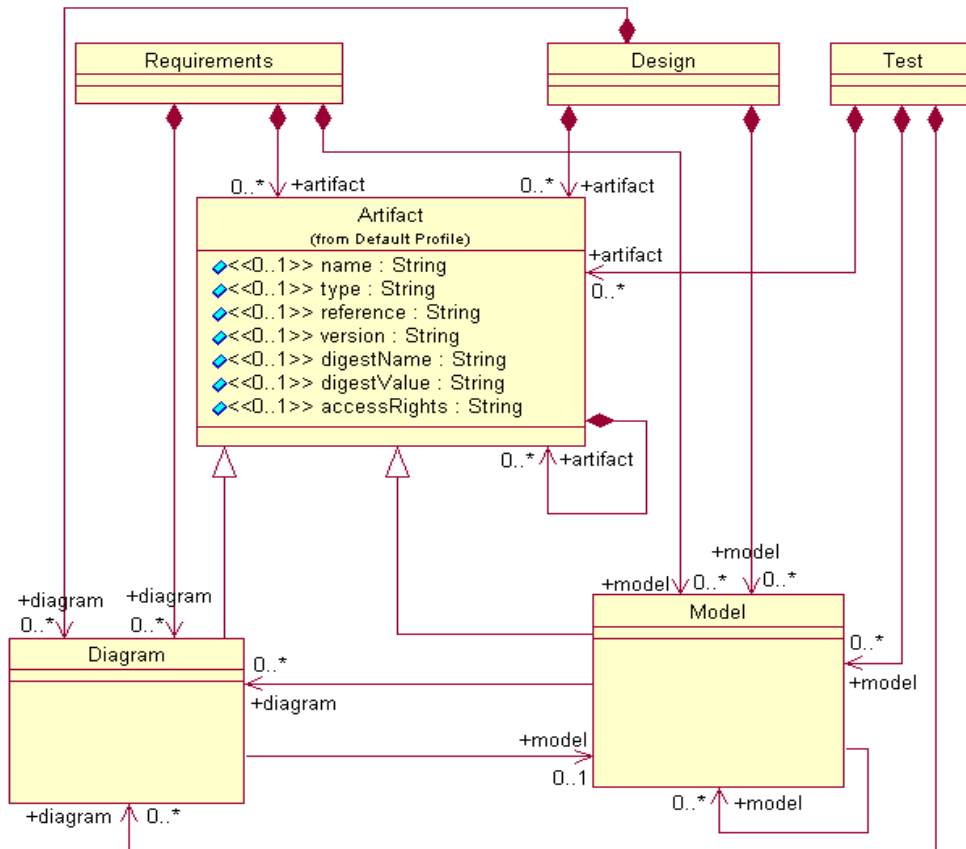 Requirements
Design
Test
0..*
+artifact
0..*
+artifact
Artifact
(from Default Profile)
<<0..1>> name : String
<<0..1>> type : String
<<0..1>> reference : String
<<0..1>> version : String
<<0..1>> digestName : String
<<0..1>> digestValue : String
<<0..1>> accessRights : String
+artifact
0..*
0..*
+artifact
+model
+model
0..*
0..*
+diagram
0..*
+diagram
0..*
Model
Diagram
0..*
+diagram
0..*
+model
+model
0..1
0..*
+model
+diagram
0..*